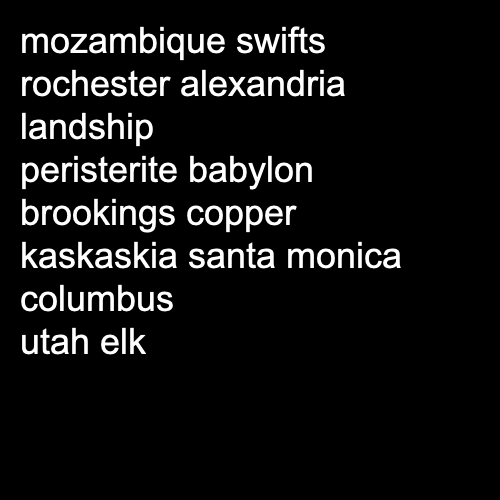 mozambique swifts
rochester alexandria
landship
peristerite babylon
brookings copper
kaskaskia santa monica
columbus
utah elk